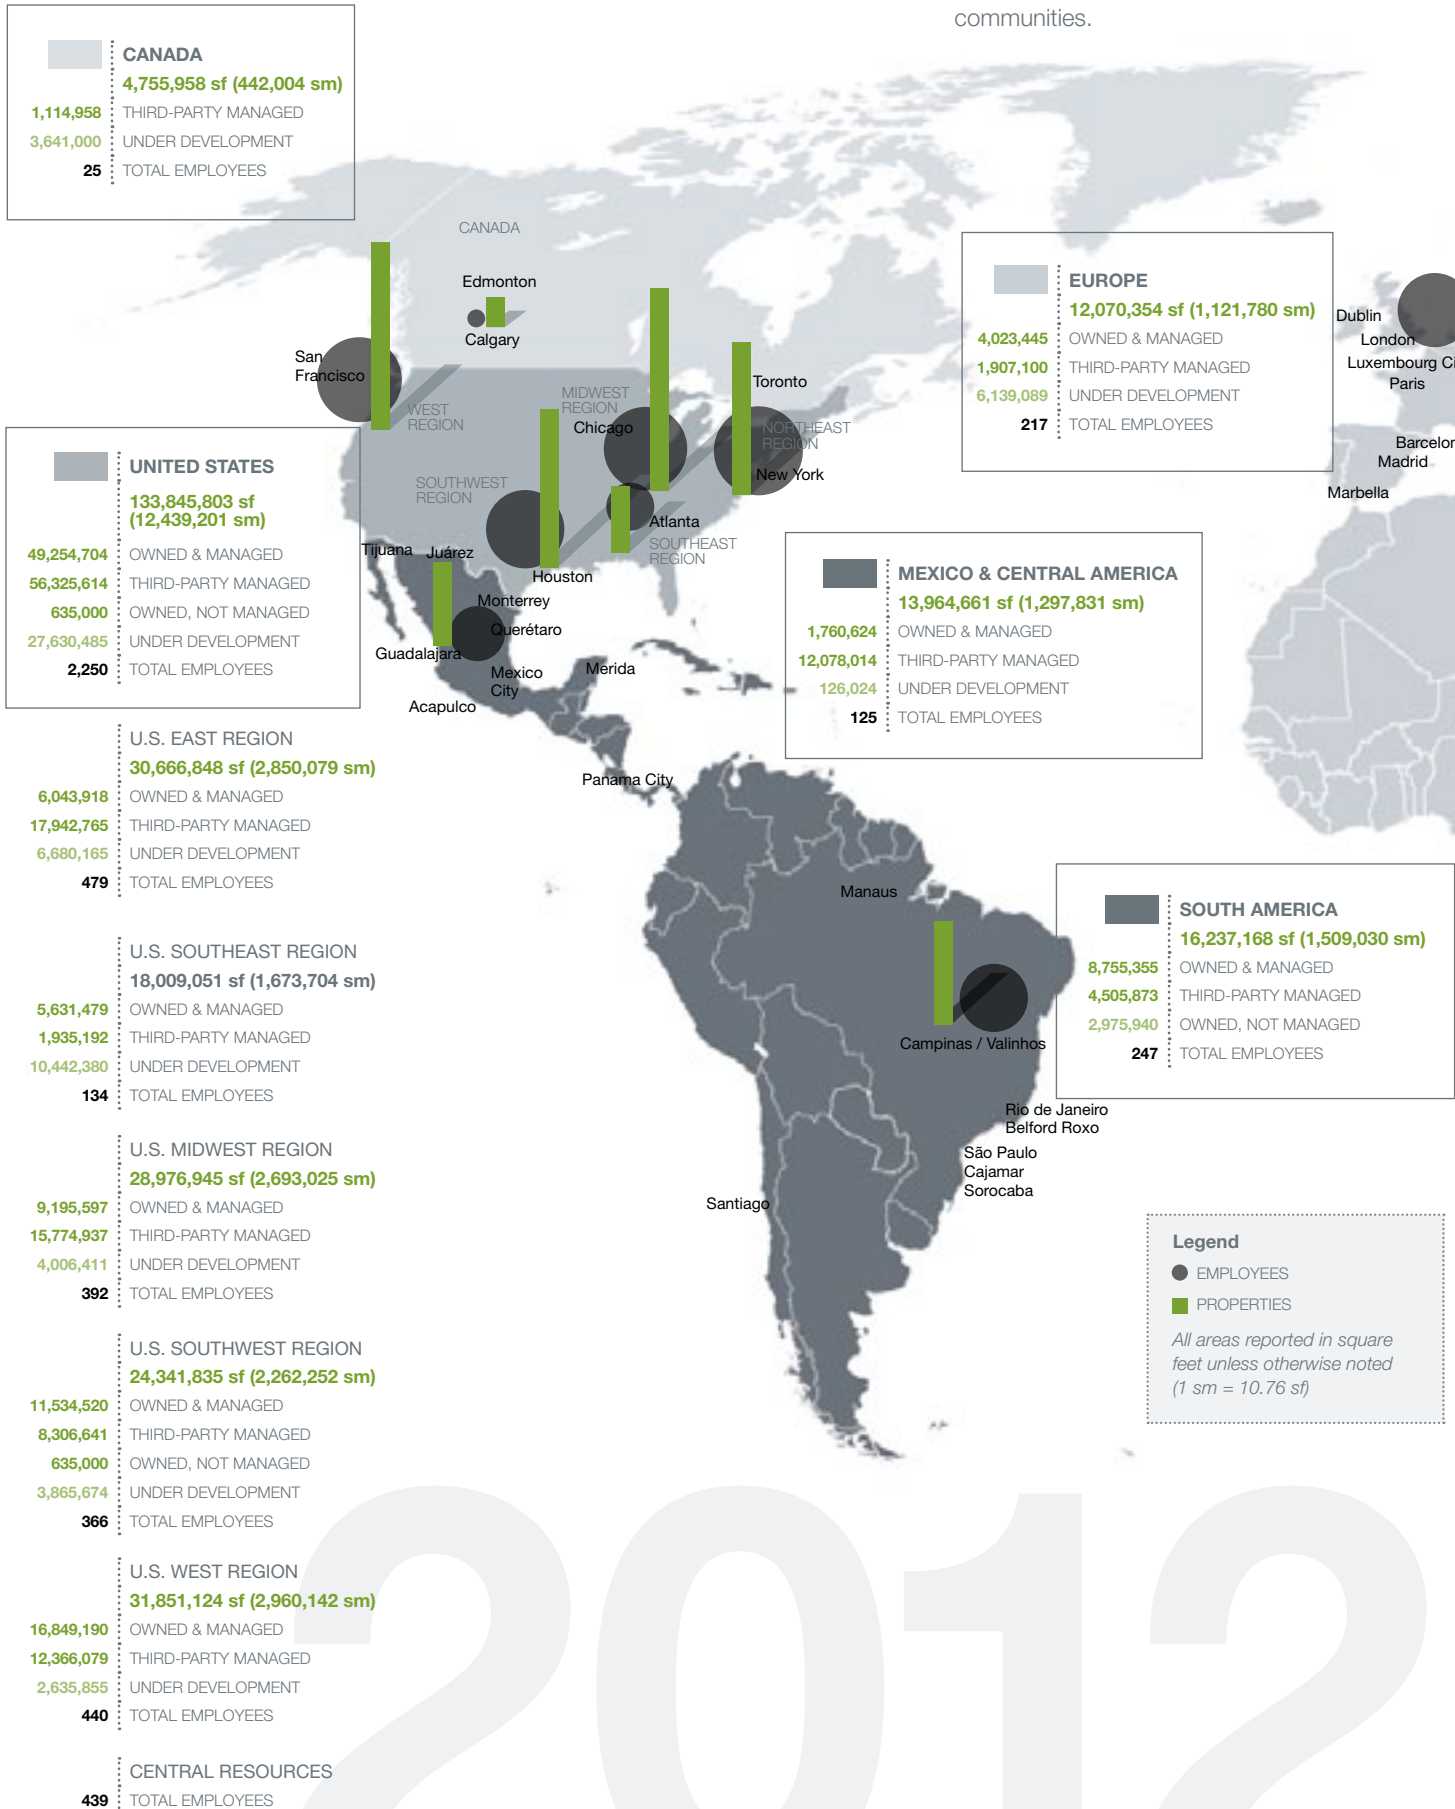 communities.
CANADA
4,755,958 sf (442,004 sm)
1,114,958 THIRD-PARTY MANAGED
3,641,000 UNDER DEVELOPMENT
25 TOTAL EMPLOYEES
CANADA
Edmonton
Calgary
San
Francisco
WEST
REGION
MIDWEST
REGION
Chicago
Toronto
NORTHEAST
REGION
New York
SOUTHWEST
REGION
Atlanta
SOUTHEAST
REGION
Houston
Tijuana
Juárez
Monterrey
Querétaro
Guadalajara
Mexico
City
Merida
Acapulco
Panama City
EUROPE
12,070,354 sf (1,121,780 sm)
4,023,445 OWNED & MANAGED
1,907,100 THIRD-PARTY MANAGED
6,139,089 UNDER DEVELOPMENT
217 TOTAL EMPLOYEES
Dublin
London
Luxembourg Ci
Paris
Barcelon
Madrid
Marbella
UNITED STATES
133,845,803 sf
(12,439,201 sm)
49,254,704 OWNED & MANAGED
56,325,614 THIRD-PARTY MANAGED
635,000 OWNED, NOT MANAGED
27,630,485 UNDER DEVELOPMENT
2,250 TOTAL EMPLOYEES
MEXICO & CENTRAL AMERICA
13,964,661 sf (1,297,831 sm)
1,760,624 OWNED & MANAGED
12,078,014 THIRD-PARTY MANAGED
126,024 UNDER DEVELOPMENT
125 TOTAL EMPLOYEES
U.S. EAST REGION
30,666,848 sf (2,850,079 sm)
6,043,918 OWNED & MANAGED
17,942,765 THIRD-PARTY MANAGED
6,680,165 UNDER DEVELOPMENT
479 TOTAL EMPLOYEES
Manaus
Campinas / Valinhos
Rio de Janeiro
Belford Roxo
São Paulo
Cajamar
Sorocaba
Santiago
SOUTH AMERICA
16,237,168 sf (1,509,030 sm)
8,755,355 OWNED & MANAGED
4,505,873 THIRD-PARTY MANAGED
2,975,940 OWNED, NOT MANAGED
247 TOTAL EMPLOYEES
U.S. SOUTHEAST REGION
18,009,051 sf (1,673,704 sm)
5,631,479 OWNED & MANAGED
1,935,192 THIRD-PARTY MANAGED
10,442,380 UNDER DEVELOPMENT
134 TOTAL EMPLOYEES
U.S. MIDWEST REGION
28,976,945 sf (2,693,025 sm)
9,195,597 OWNED & MANAGED
15,774,937 THIRD-PARTY MANAGED
4,006,411 UNDER DEVELOPMENT
392 TOTAL EMPLOYEES
Legend
EMPLOYEES
PROPERTIES
All areas reported in square
feet unless otherwise noted
(1 sm = 10.76 sf)
U.S. SOUTHWEST REGION
24,341,835 sf (2,262,252 sm)
11,534,520 OWNED & MANAGED
8,306,641 THIRD-PARTY MANAGED
635,000 OWNED, NOT MANAGED
3,865,674 UNDER DEVELOPMENT
366 TOTAL EMPLOYEES
U.S. WEST REGION
31,851,124 sf (2,960,142 sm)
16,849,190 OWNED & MANAGED
12,366,079 THIRD-PARTY MANAGED
2,635,855 UNDER DEVELOPMENT
440 TOTAL EMPLOYEES
CENTRAL RESOURCES
439 TOTAL EMPLOYEES
2012